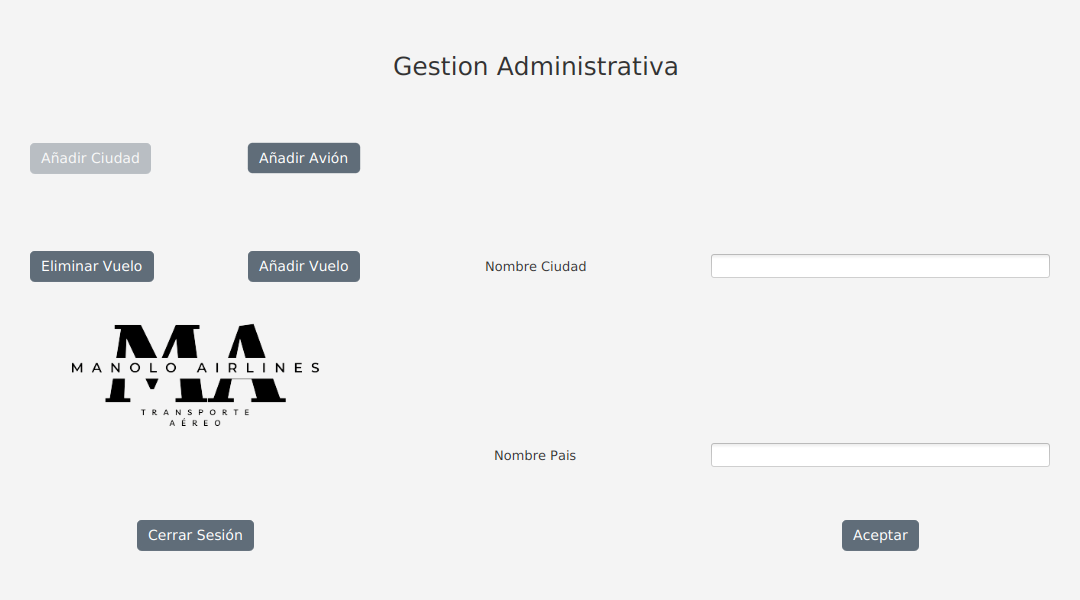 Gestion Administrativa
Añadir Ciudad
Añadir Avión
Eliminar Vuelo
Añadir Vuelo
Nombre Ciudad
MA
MANOLO AIRLINES
TRANSPORTE
AÉREO
Nombre Pais
Cerrar Sesión
Aceptar